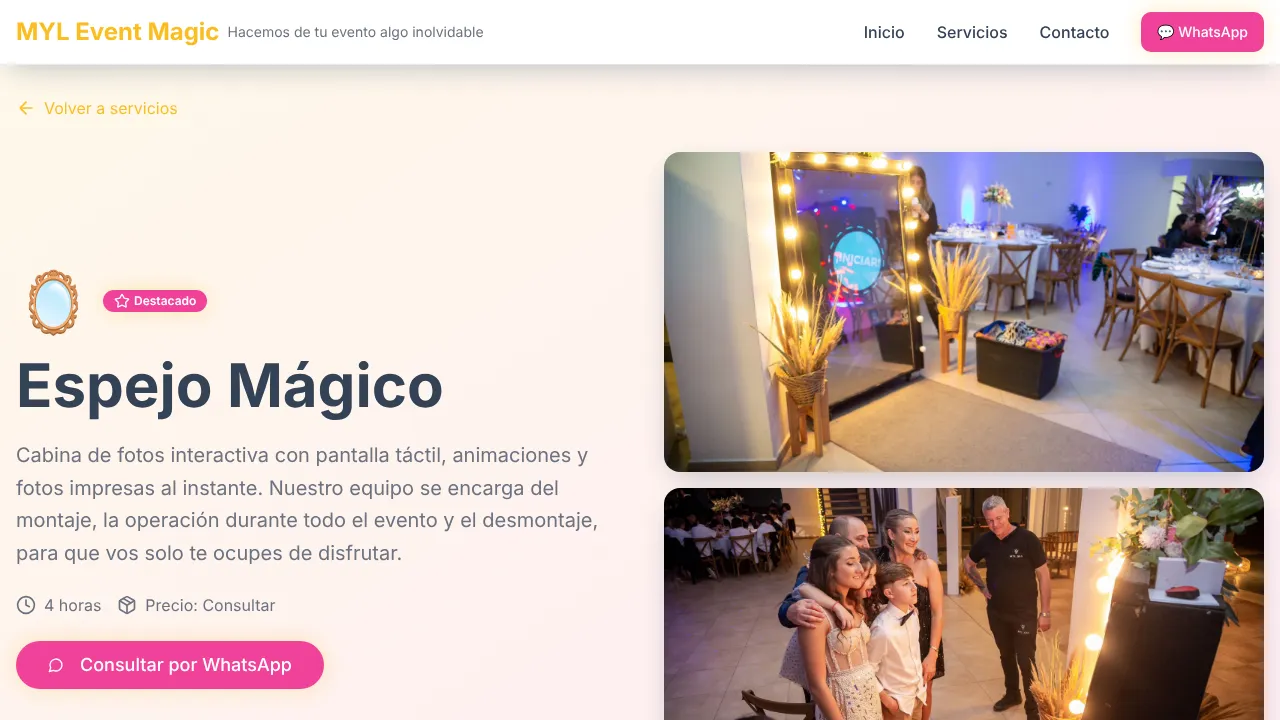 MYL Event Magic Hacemos de tu evento algo inolvidable
Inicio Servicios Contacto 💬 WhatsApp
Volver a servicios
Destacado
Espejo Mágico
Cabina de fotos interactiva con pantalla táctil, animaciones y
fotos impresas al instante. Nuestro equipo se encarga del
montaje, la operación durante todo el evento y el desmontaje,
para que vos solo te ocupes de disfrutar.
4 horas Precio: Consultar
Consultar por WhatsApp
INICIAR